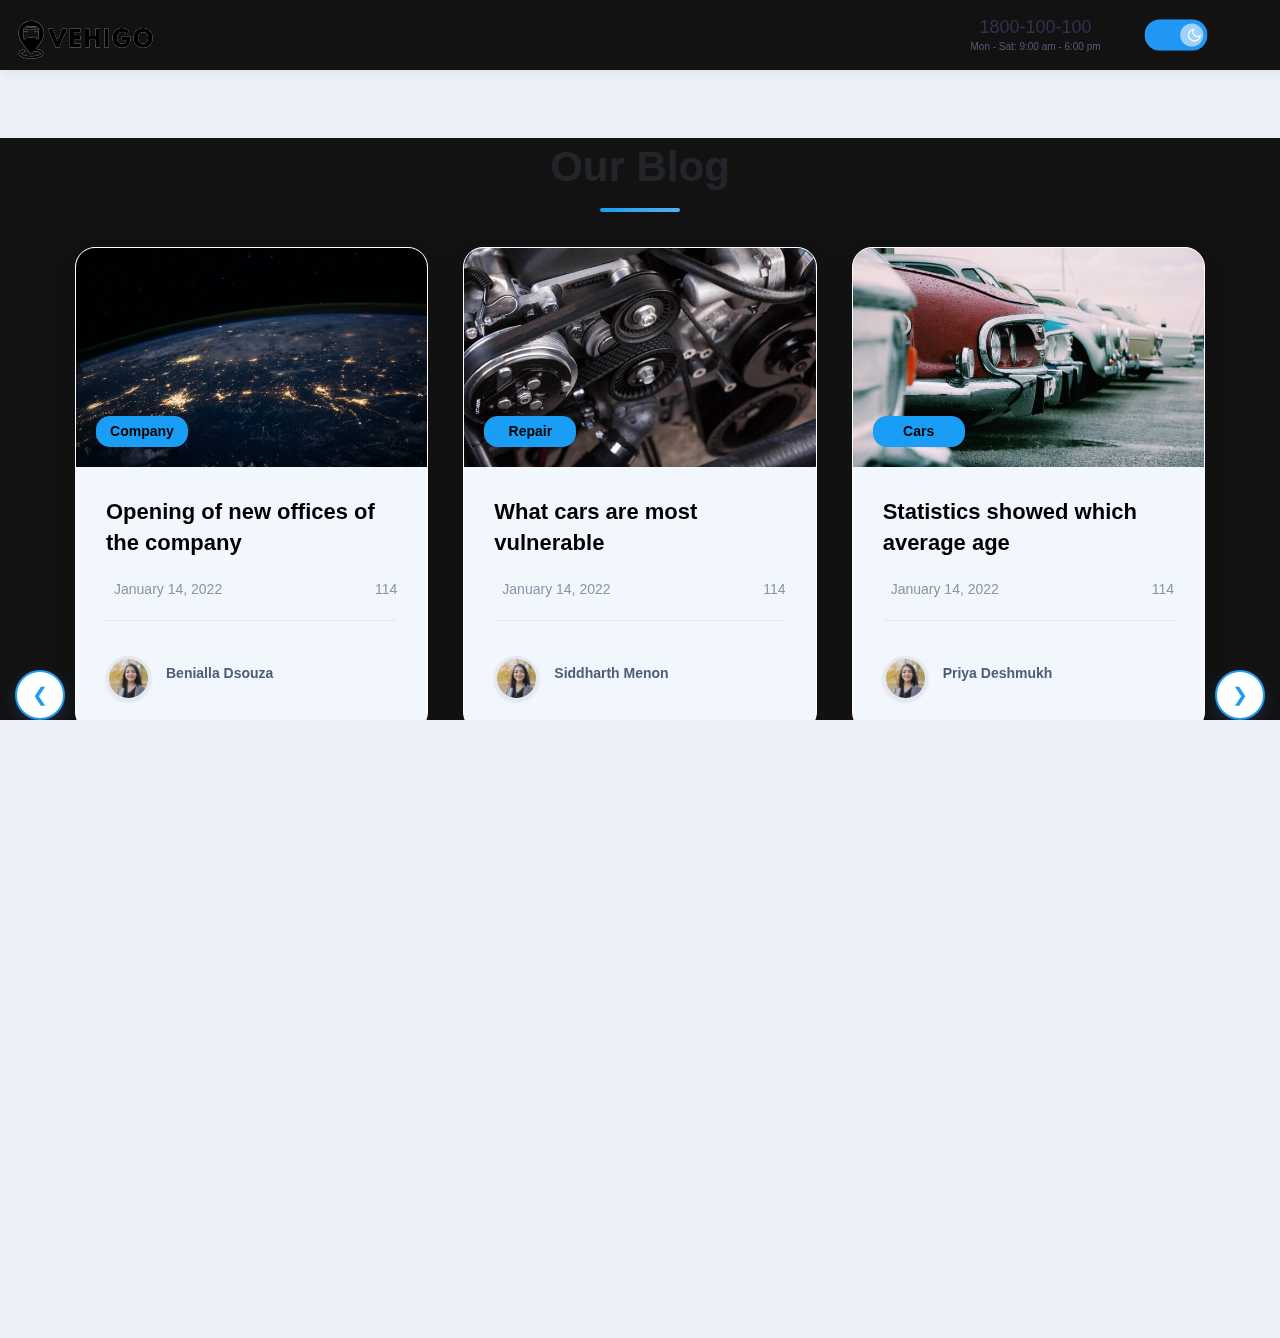 VEHIGO
1800-100-100
Mon - Sat: 9:00 am - 6:00 pm
Our Blog
Company
Opening of new offices of
the company
January 14, 2022 114
Benialla Dsouza
Repair
What cars are most
vulnerable
January 14, 2022 114
Siddharth Menon
Cars
Statistics showed which
average age
January 14, 2022 114
Priya Deshmukh